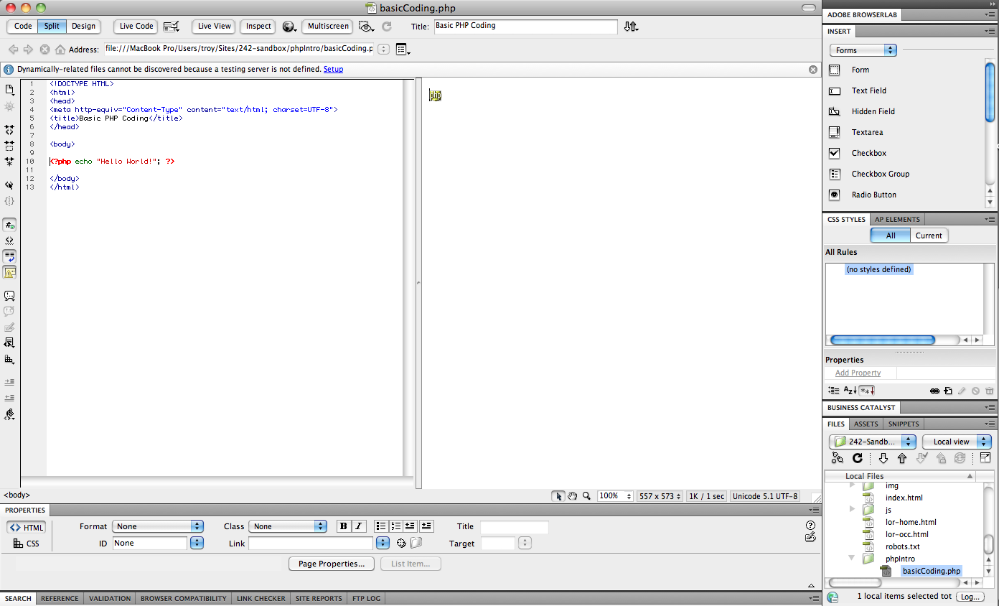 basicCoding.php
Code Split Design Live Code Live View Inspect Multiscreen Title: Basic PHP Coding
Address: file:///MacBook Pro/Users/troy/Sites/242-sandbox/phpIntro/basicCoding.p
Dynamically-related files cannot be discovered because a testing server is not defined. Setup
1 <!DOCTYPE HTML>
2 <html>
3 <head>
4 <meta http-equiv="Content-Type" content="text/html; charset=UTF-8">
5 <title>Basic PHP Coding</title>
6 </head>
7
8 <body>
9
10 <?php echo "Hello World!"; ?>
11
12 </body>
13 </html>
php
<body>
100% 557 x 573 1K / 1 sec Unicode 5.1 UTF-8
PROPERTIES
<> HTML Format None Class None B I Title
CSS ID None Link Target
Page Properties... List Item...
SEARCH REFERENCE VALIDATION BROWSER COMPATIBILITY LINK CHECKER SITE REPORTS FTP LOG
ADOBE BROWSERLAB
INSERT
Forms
Form
Text Field
Hidden Field
Textarea
Checkbox
Checkbox Group
Radio Button
CSS STYLES AP ELEMENTS
All Current
All Rules
(no styles defined)
Properties
Add Property
BUSINESS CATALYST
FILES ASSETS SNIPPETS
242-Sandb... Local view
Local Files
img
index.html
js
lor-home.html
lor-occ.html
robots.txt
phpIntro
basicCoding.php
1 local items selected tot Log...